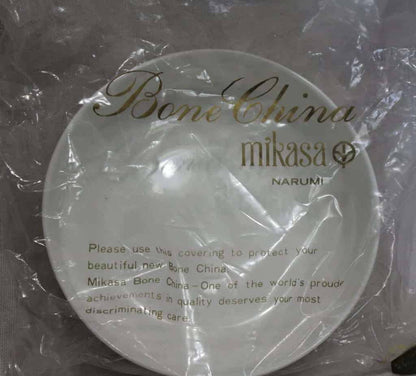 Bone China
mikasa
NARUMI
Please use this covering to protect your
beautiful new Bone China.
Mikasa Bone China - One of the world's proude
achievements in quality deserves your most
discriminating care.